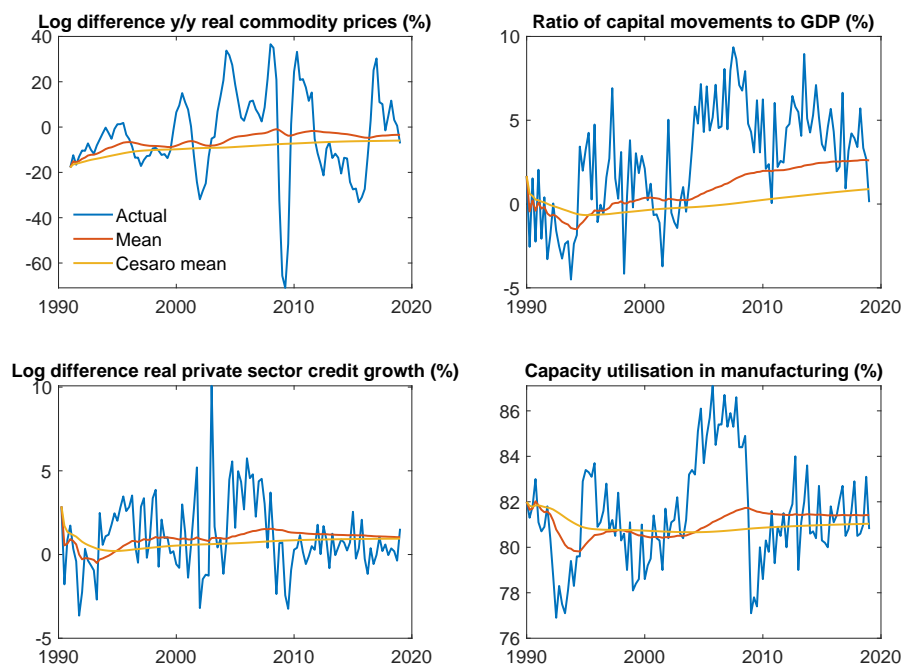 Log difference y/y real commodity prices (%)
40
20
0
-20
-40
-60
Actual
Mean
Cesaro mean
1990 2000 2010 2020
Ratio of capital movements to GDP (%)
10
5
0
-5
1990 2000 2010 2020
Log difference real private sector credit growth (%)
10
5
0
-5
1990 2000 2010 2020
Capacity utilisation in manufacturing (%)
86
84
82
80
78
76
1990 2000 2010 2020